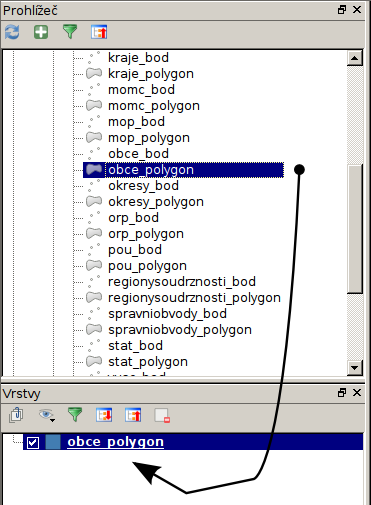 Prohlížeč
kraje_bod
kraje_polygon
momc_bod
momc_polygon
mop_bod
mop_polygon
obce_bod
obce_polygon
okresy_bod
okresy_polygon
orp_bod
orp_polygon
pou_bod
pou_polygon
regionysoudrznosti_bod
regionysoudrznosti_polygon
spravniobvody_bod
spravniobvody_polygon
stat_bod
stat_polygon
Vrstvy
obce_polygon